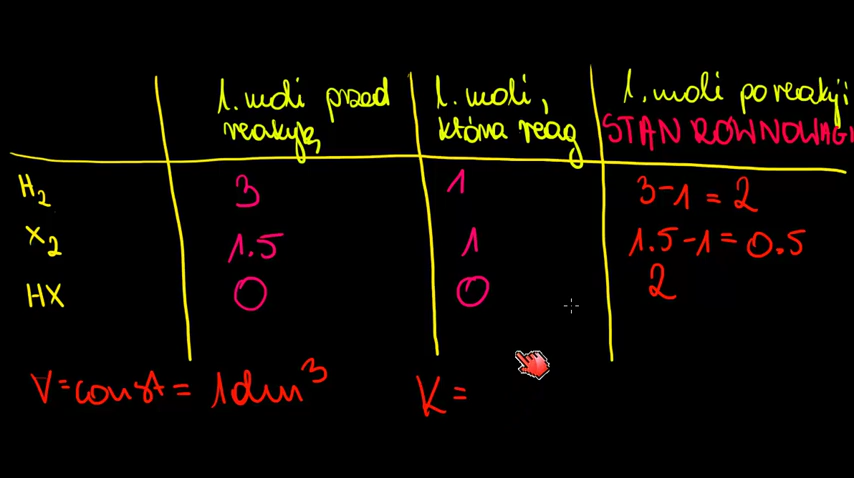 l. moli przed reakcją
l. moli, która reag
l. moli po reakcji STAN RÓWNOWAGI
H2 3 1 3-1=2
X2 1.5 1 1.5-1=0.5
HX 0 0 2
V=const= 1dm3 K=